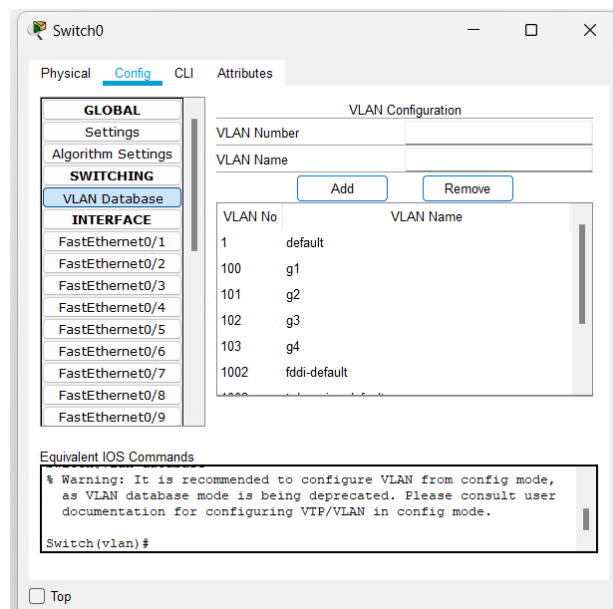 Switch0
Physical Config CLI Attributes
GLOBAL
Settings
Algorithm Settings
SWITCHING
VLAN Database
INTERFACE
FastEthernet0/1
FastEthernet0/2
FastEthernet0/3
FastEthernet0/4
FastEthernet0/5
FastEthernet0/6
FastEthernet0/7
FastEthernet0/8
FastEthernet0/9
VLAN Configuration
VLAN Number
VLAN Name
Add Remove
VLAN No VLAN Name
1 default
100 g1
101 g2
102 g3
103 g4
1002 fddi-default
Equivalent IOS Commands
% Warning: It is recommended to configure VLAN from config mode,
as VLAN database mode is being deprecated. Please consult user
documentation for configuring VTP/VLAN in config mode.
Switch(vlan)#
Top